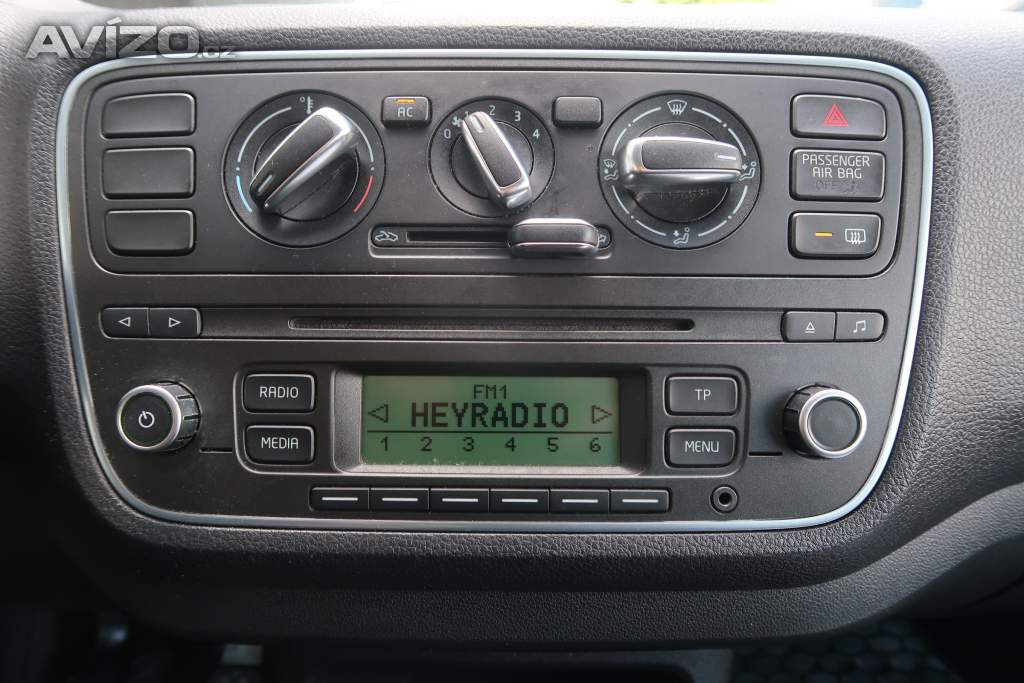 AVÍZO.cz
AC
0 2 3 4
PASSENGER
AIR BAG
OFF
RADIO
FM1
HEYRADIO
TP
MEDIA
1 2 3 4 5 6
MENU